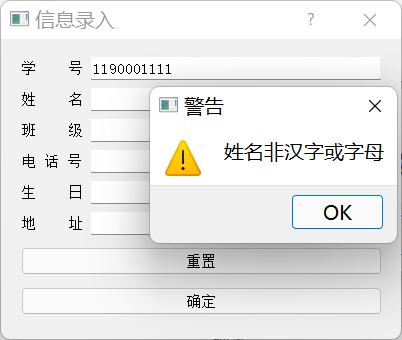 信息录入
?
学 号 1190001111
姓 名
班 级
电 话 号
生 日
地 址
重置
确定
警告
姓名非汉字或字母
OK